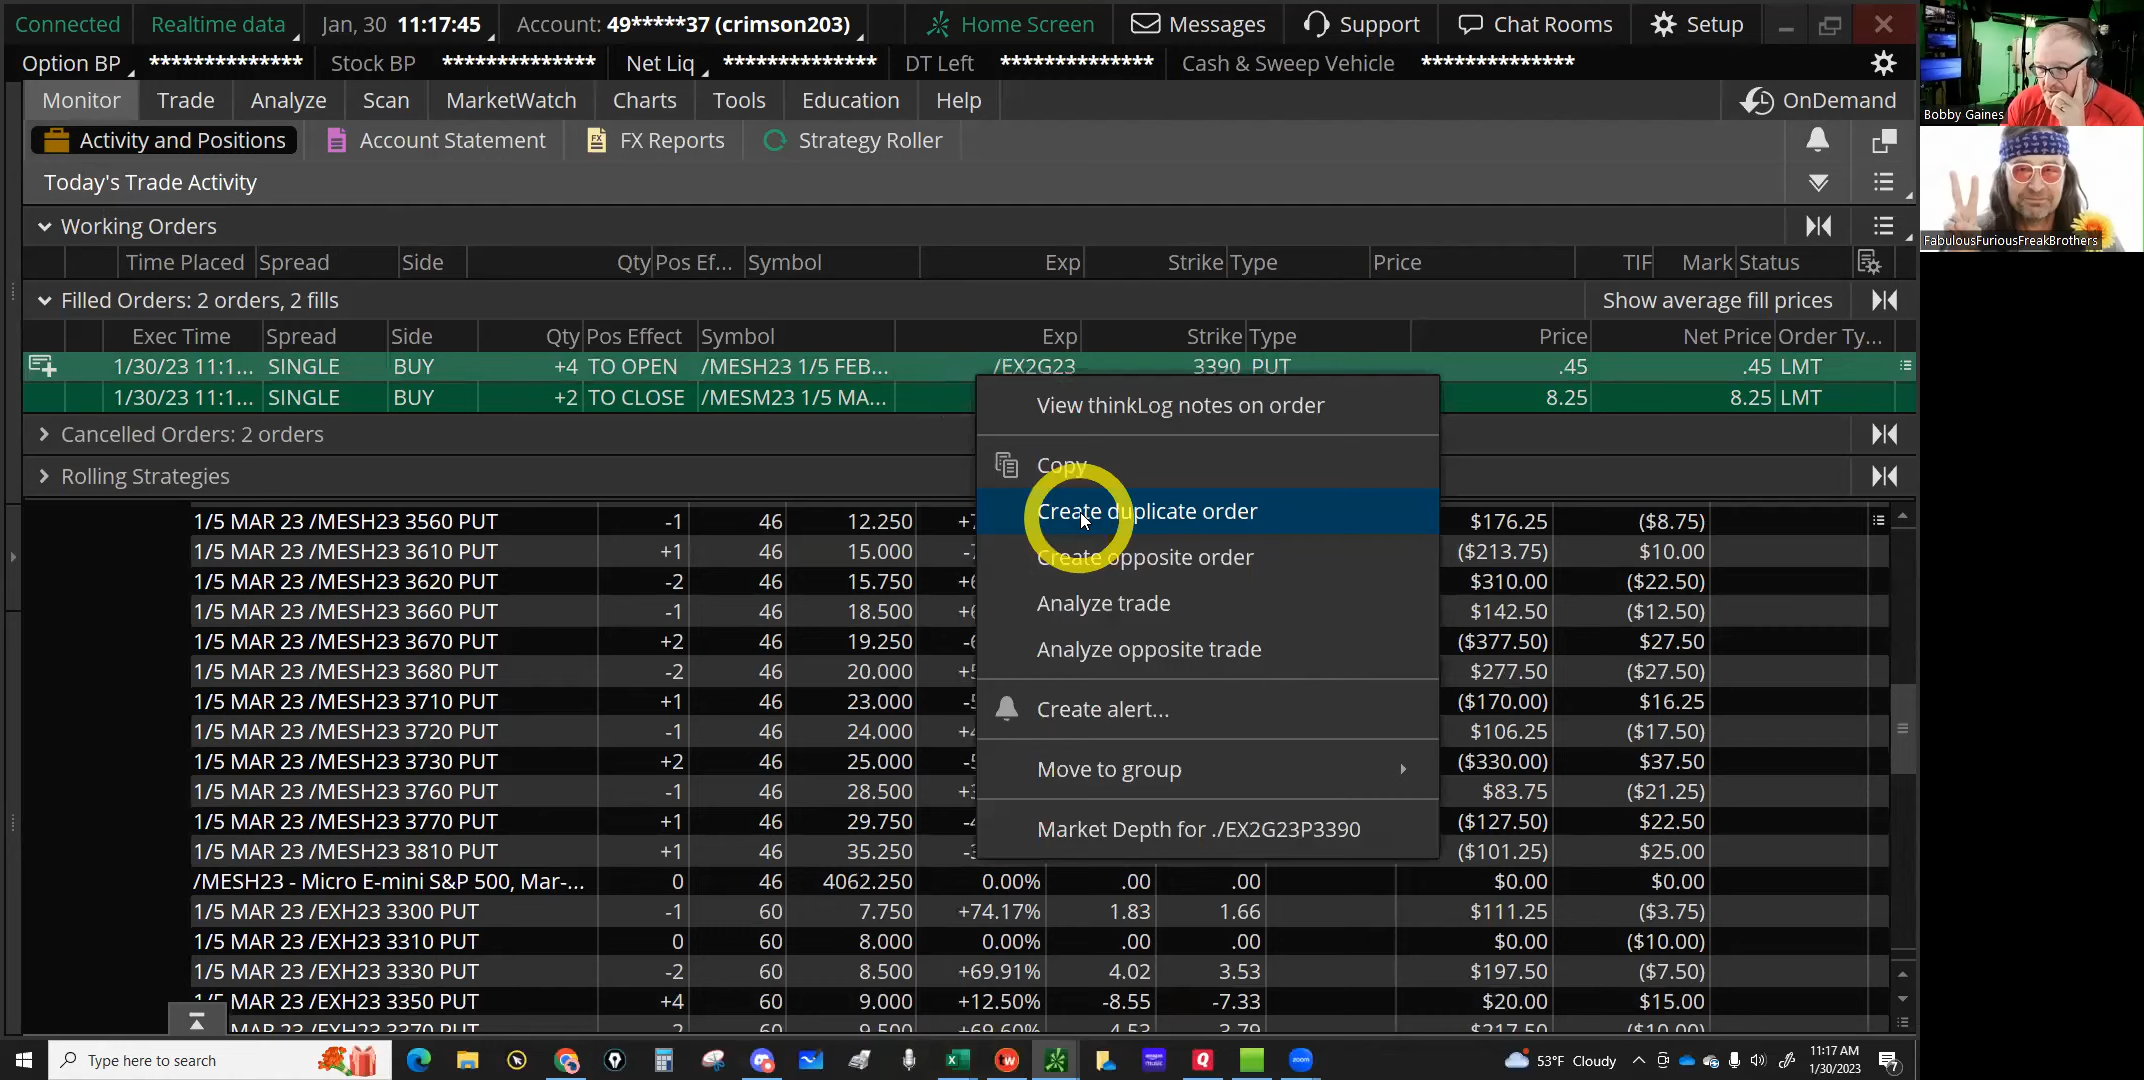 Connected Realtime data Jan, 30 11:17:45 Account: 49*****37 (crimson203) Home Screen Messages Support Chat Rooms Setup
Option BP ************** Stock BP ************** Net Liq ************** DT Left ************** Cash & Sweep Vehicle **************
Monitor Trade Analyze Scan MarketWatch Charts Tools Education Help OnDemand
Activity and Positions Account Statement FX Reports Strategy Roller
Today's Trade Activity
Working Orders
Time Placed Spread Side Qty Pos Ef... Symbol Exp Strike Type Price TIF Mark Status
Filled Orders: 2 orders, 2 fills Show average fill prices
Exec Time Spread Side Qty Pos Effect Symbol Exp Strike Type Price Net Price Order Ty...
1/30/23 11:1... SINGLE BUY +4 TO OPEN /MESH23 1/5 FEB... /EX2G23 3390 PUT .45 .45 LMT
1/30/23 11:1... SINGLE BUY +2 TO CLOSE /MESM23 1/5 MA... 8.25 8.25 LMT
Cancelled Orders: 2 orders
Rolling Strategies
View thinkLog notes on order
Copy
Create duplicate order
Create opposite order
Analyze trade
Analyze opposite trade
Create alert...
Move to group
Market Depth for ./EX2G23P3390
1/5 MAR 23 /MESH23 3560 PUT -1 46 12.250 $176.25 ($8.75)
1/5 MAR 23 /MESH23 3610 PUT +1 46 15.000 ($213.75) $10.00
1/5 MAR 23 /MESH23 3620 PUT -2 46 15.750 $310.00 ($22.50)
1/5 MAR 23 /MESH23 3660 PUT -1 46 18.500 $142.50 ($12.50)
1/5 MAR 23 /MESH23 3670 PUT +2 46 19.250 ($377.50) $27.50
1/5 MAR 23 /MESH23 3680 PUT -2 46 20.000 $277.50 ($27.50)
1/5 MAR 23 /MESH23 3710 PUT +1 46 23.000 ($170.00) $16.25
1/5 MAR 23 /MESH23 3720 PUT -1 46 24.000 $106.25 ($17.50)
1/5 MAR 23 /MESH23 3730 PUT +2 46 25.000 ($330.00) $37.50
1/5 MAR 23 /MESH23 3760 PUT -1 46 28.500 $83.75 ($21.25)
1/5 MAR 23 /MESH23 3770 PUT +1 46 29.750 ($127.50) $22.50
1/5 MAR 23 /MESH23 3810 PUT +1 46 35.250 ($101.25) $25.00
/MESH23 - Micro E-mini S&P 500, Mar-... 0 46 4062.250 0.00% .00 .00 $0.00 $0.00
1/5 MAR 23 /EXH23 3300 PUT -1 60 7.750 +74.17% 1.83 1.66 $111.25 ($3.75)
1/5 MAR 23 /EXH23 3310 PUT 0 60 8.000 0.00% .00 .00 $0.00 ($10.00)
1/5 MAR 23 /EXH23 3330 PUT -2 60 8.500 +69.91% 4.02 3.53 $197.50 ($7.50)
1/5 MAR 23 /EXH23 3350 PUT +4 60 9.000 +12.50% -8.55 -7.33 $20.00 $15.00
MAR 23 /EXH23 3370 PUT 60 9.500 +69.60% 4.53 3.79 $217.50 ($10.00)
Bobby Gaines
FabulousFuriousFreakBrothers
Type here to search 53°F Cloudy 11:17 AM
1/30/2023
7